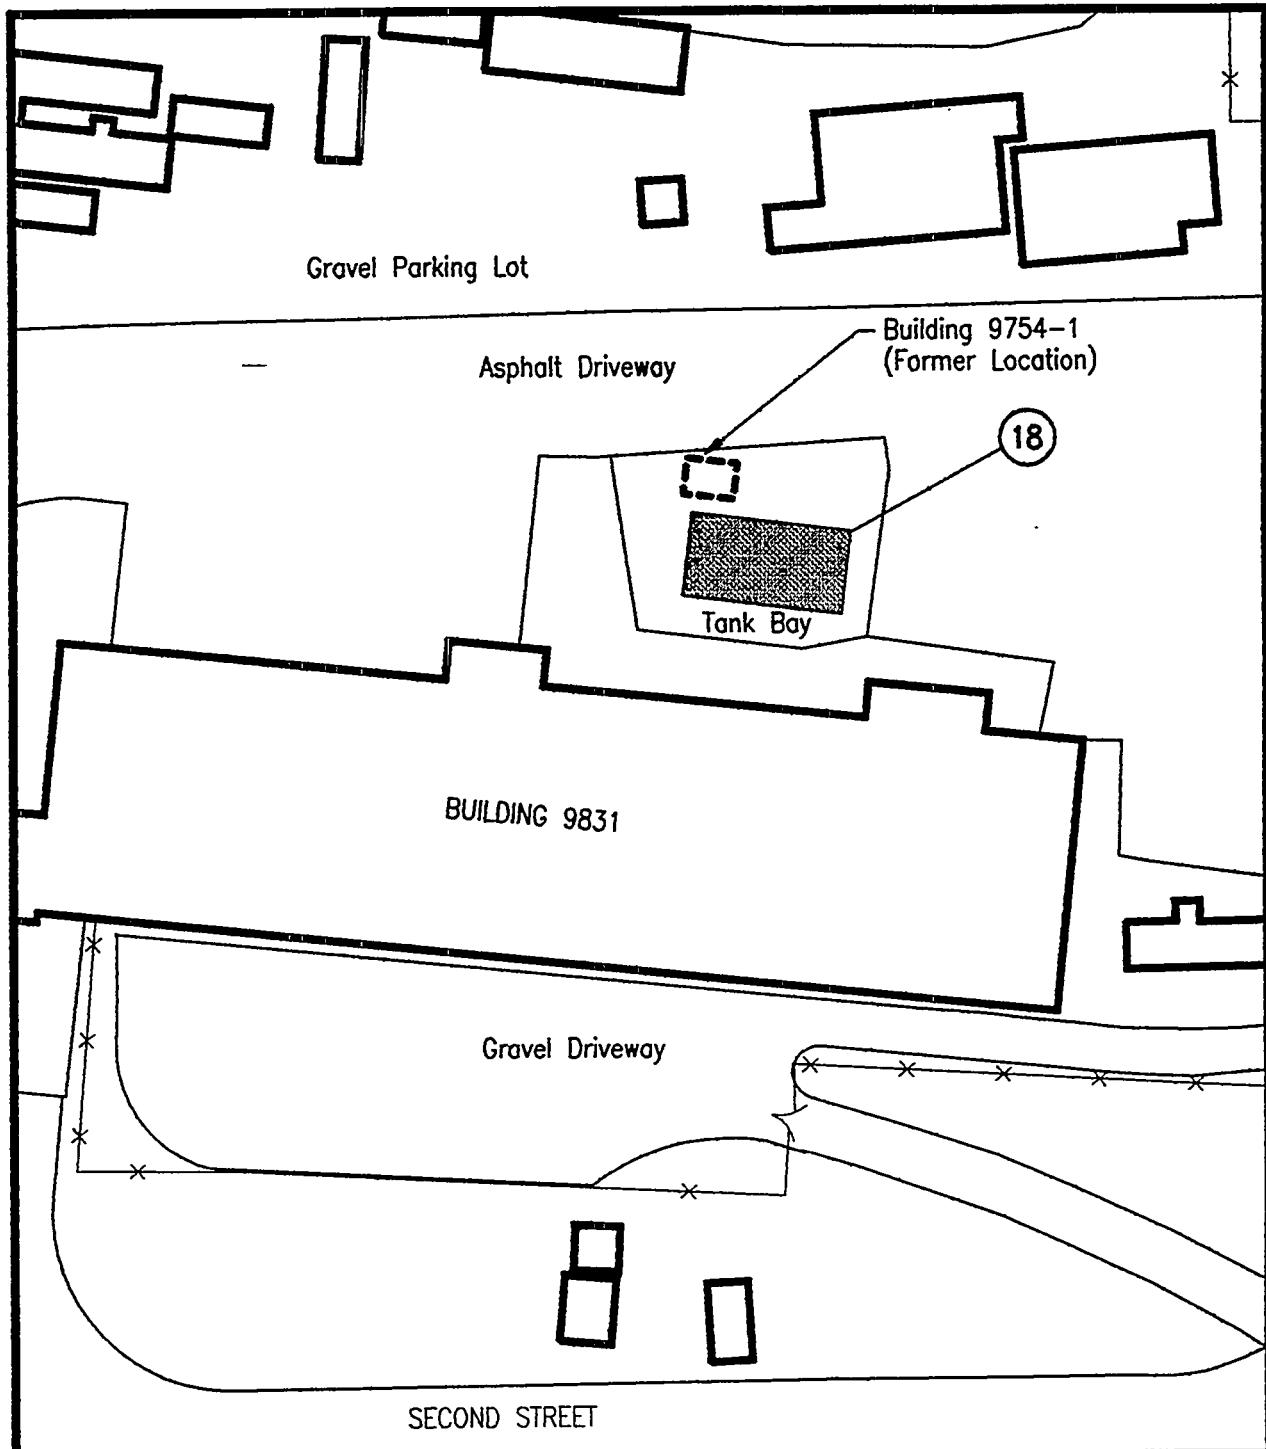 Gravel Parking Lot
Building 9754-1
(Former Location)
Asphalt Driveway
18
Tank Bay
BUILDING 9831
Gravel Driveway
SECOND STREET